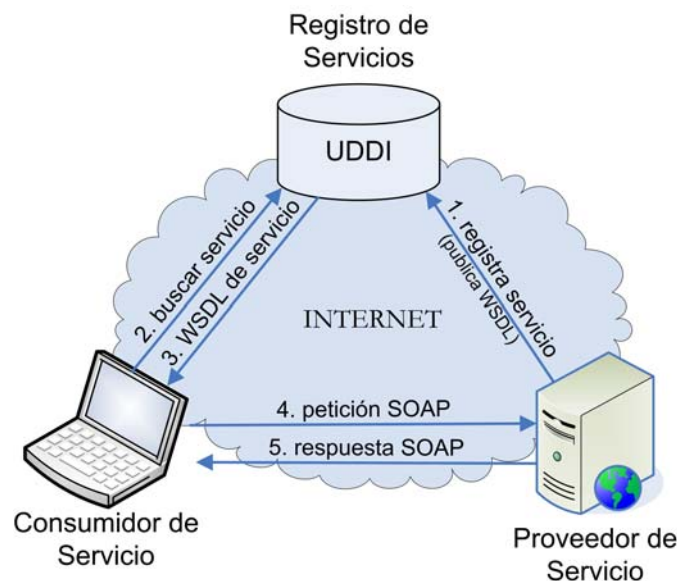 Registro de
Servicios
UDDI
1. registra servicio
(publica WSDL)
2. buscar servicio
3. WSDL de servicio
INTERNET
4. petición SOAP
5. respuesta SOAP
Consumidor de
Servicio
Proveedor de
Servicio